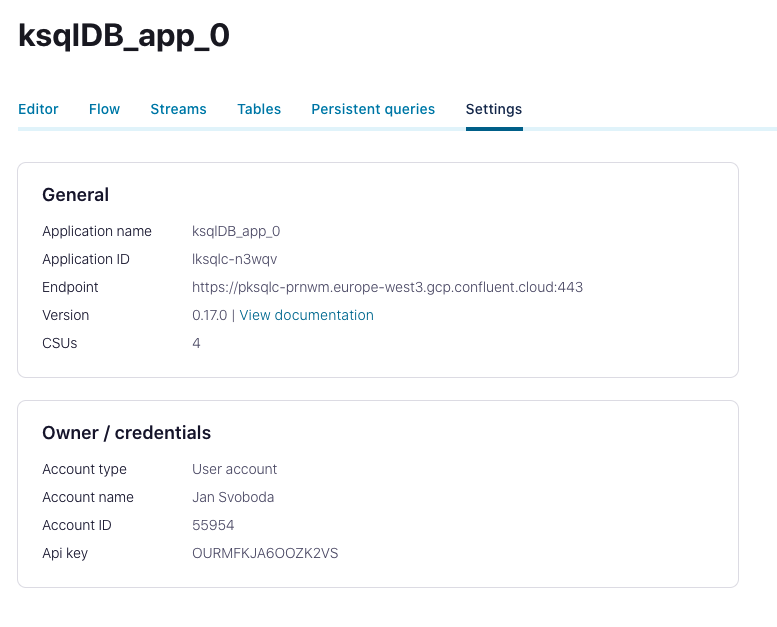 ksqlDB_app_0
Editor Flow Streams Tables Persistent queries Settings
General
Application name ksqlDB_app_0
Application ID lksqlc-n3wqv
Endpoint https://pksqlc-prnwm.europe-west3.gcp.confluent.cloud:443
Version 0.17.0 | View documentation
CSUs 4
Owner / credentials
Account type User account
Account name Jan Svoboda
Account ID 55954
Api key OURMFKJA6OOZK2VS